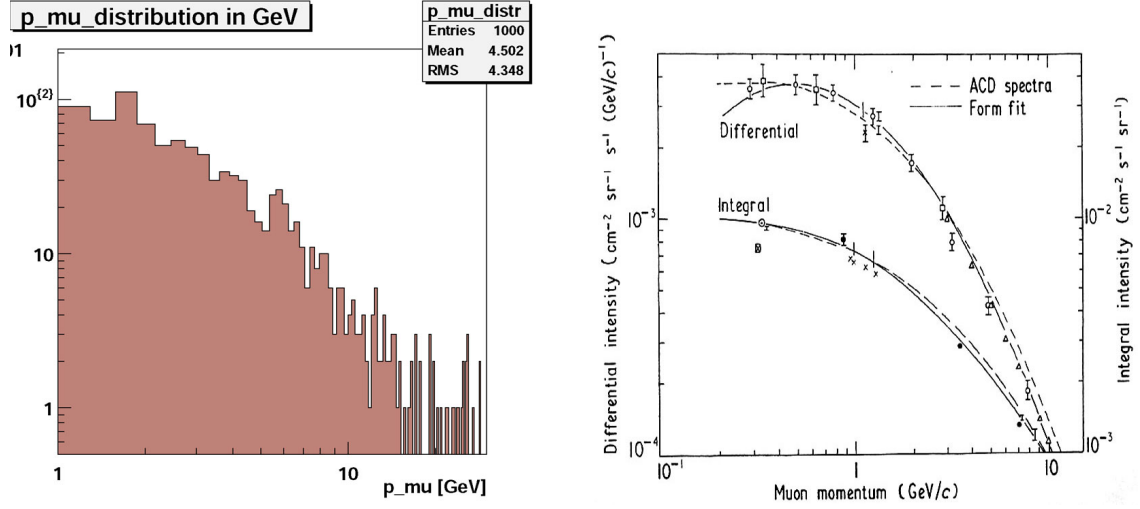 p_mu_distribution in GeV
p_mu_distr
Entries 1000
Mean 4.502
RMS 4.348
01
10{2}
10
1
1
10
p_mu [GeV]
Differential intensity (cm⁻² sr⁻¹ s⁻¹ (GeV/c)⁻¹)
10⁻³
10⁻⁴
ACD spectra
Form fit
Differential
Integral
10⁻²
10⁻³
Integral intensity (cm⁻² s⁻¹ sr⁻¹)
10⁻¹
1
10
Muon momentum (GeV/c)